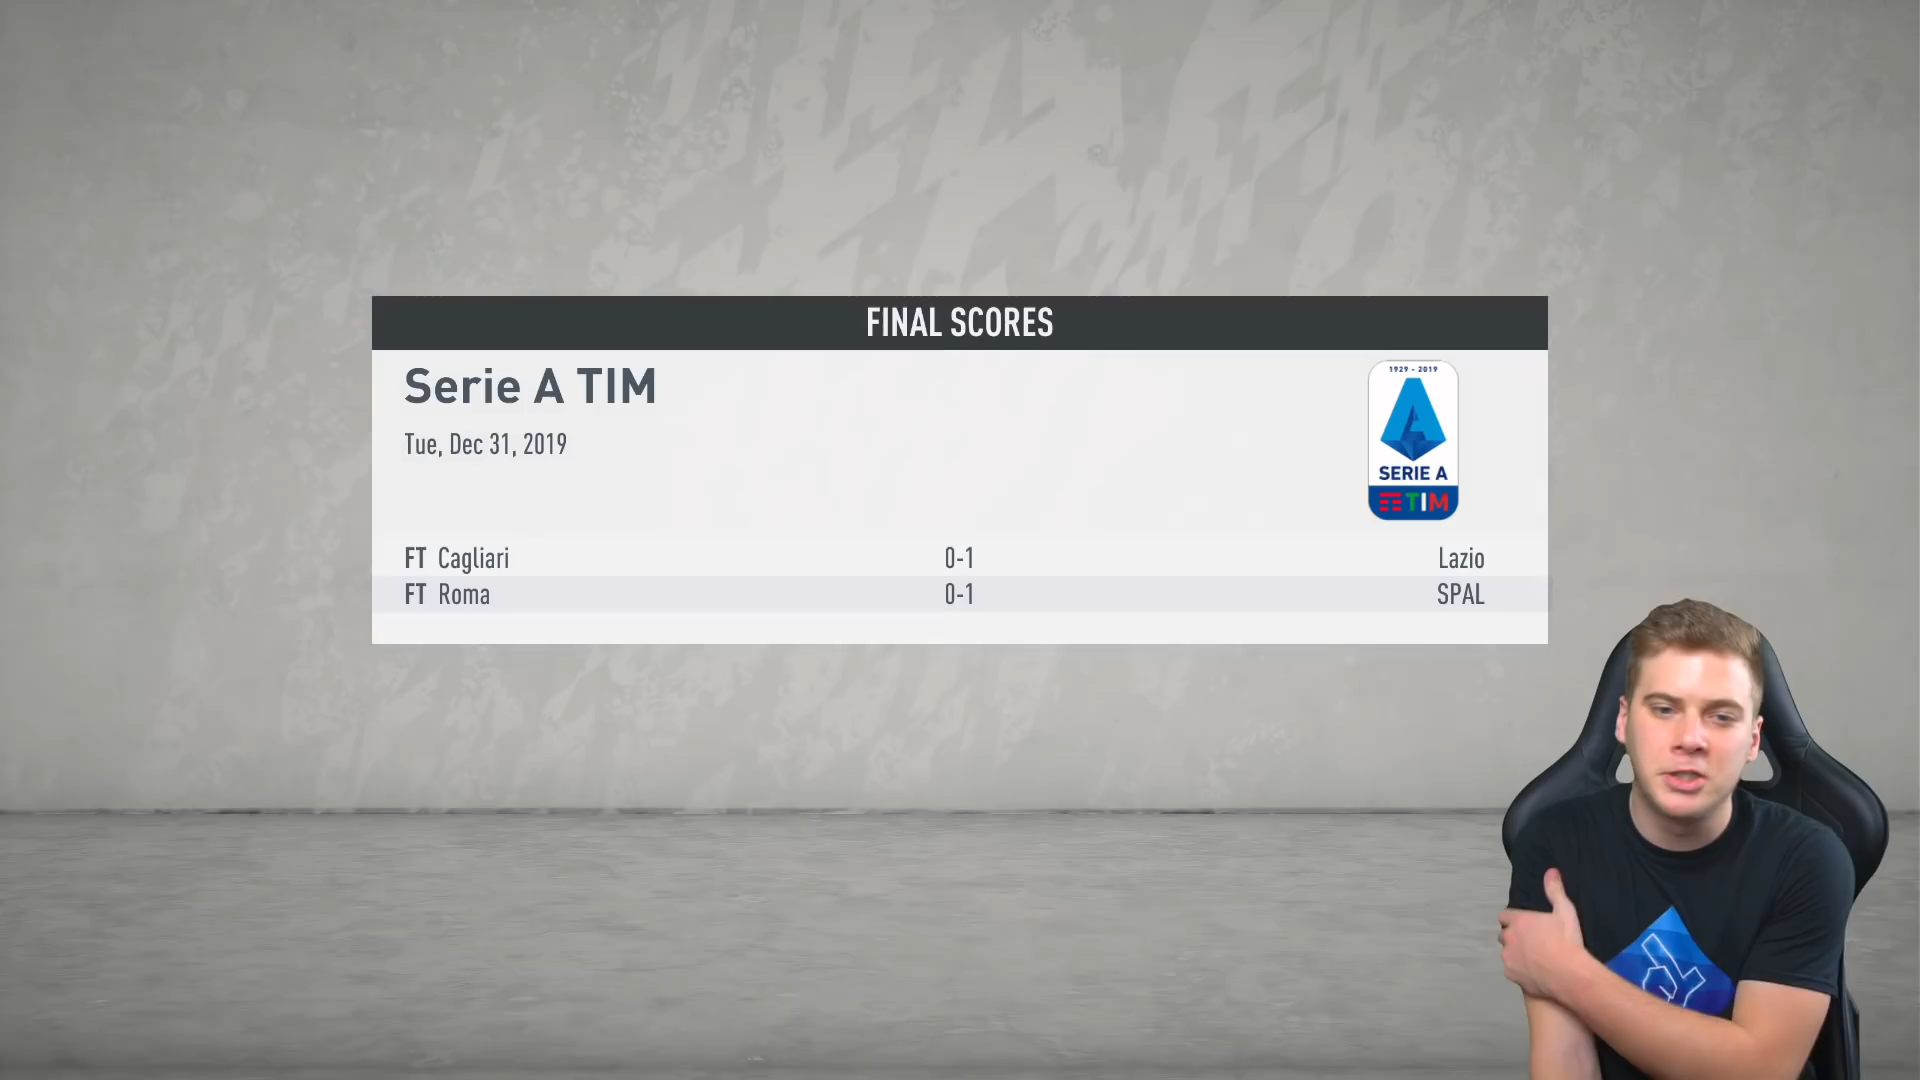 FINAL SCORES
Serie A TIM
Tue, Dec 31, 2019
1929 - 2019
SERIE A
TIM
FT Cagliari 0-1 Lazio
FT Roma 0-1 SPAL